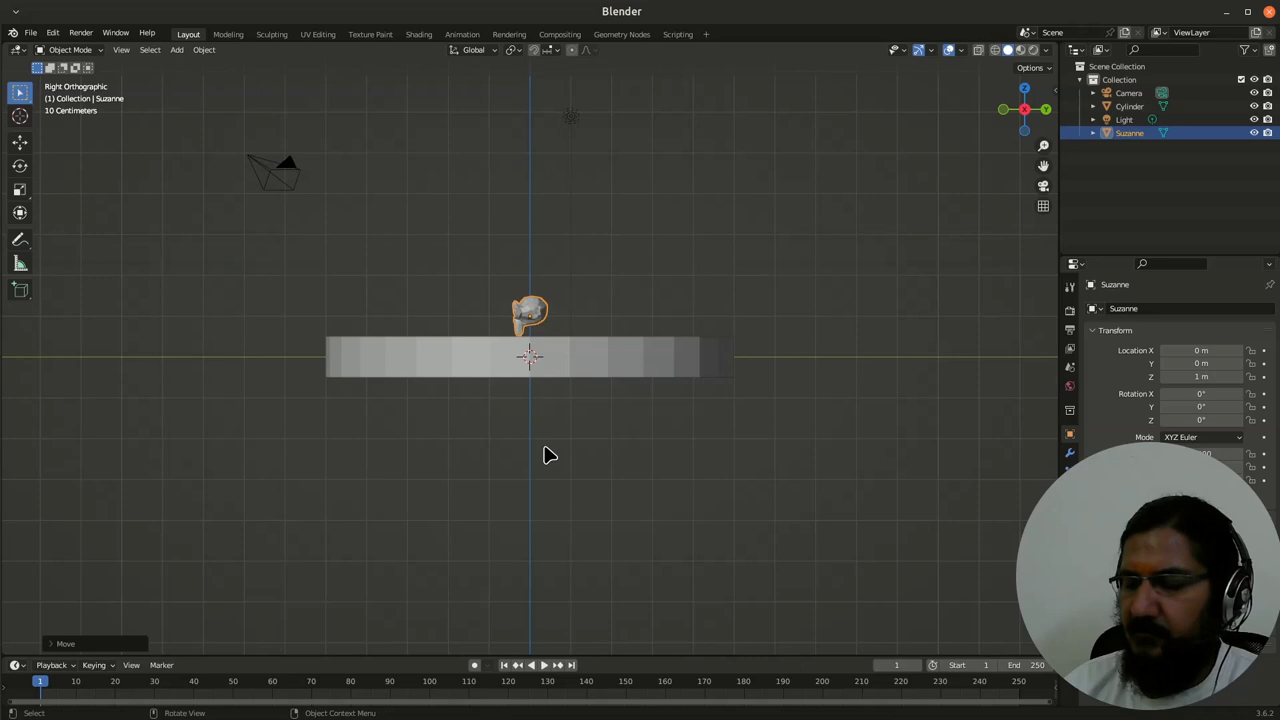 Blender
File Edit Render Window Help Layout Modeling Sculpting UV Editing Texture Paint Shading Animation Rendering Compositing Geometry Nodes Scripting + Scene ViewLayer
Object Mode View Select Add Object Global
Options
Right Orthographic
(1) Collection | Suzanne
10 Centimeters
Z
Y
X
Move
Scene Collection
Collection
Camera
Cylinder
Light
Suzanne
Suzanne
Suzanne
Transform
Location X 0 m
Y 0 m
Z 1 m
Rotation X 0°
Y 0°
Z 0°
Mode XYZ Euler
Playback Keying View Marker 1 Start 1 End 250
1 10 20 30 40 50 60 70 80 90 100 110 120 130 140 150 160 170 180 190 200 210 220 230 240 250
Select Rotate View Object Context Menu 3.6.2